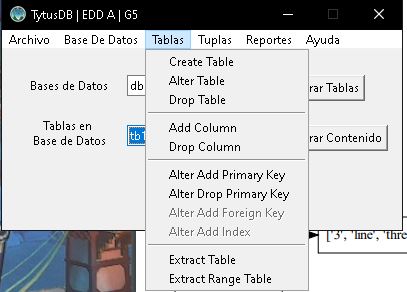 TytusDB | EDD A | G5
Archivo Base De Datos Tablas Tuplas Reportes Ayuda
Create Table
Bases de Datos db Alter Table rar Tablas
Drop Table
Tablas en
Base de Datos tb1 Add Column rar Contenido
Drop Column
Alter Add Primary Key
Alter Drop Primary Key
Alter Add Foreign Key
Alter Add Index
['3', 'line', 'thre
Extract Table
Extract Range Table